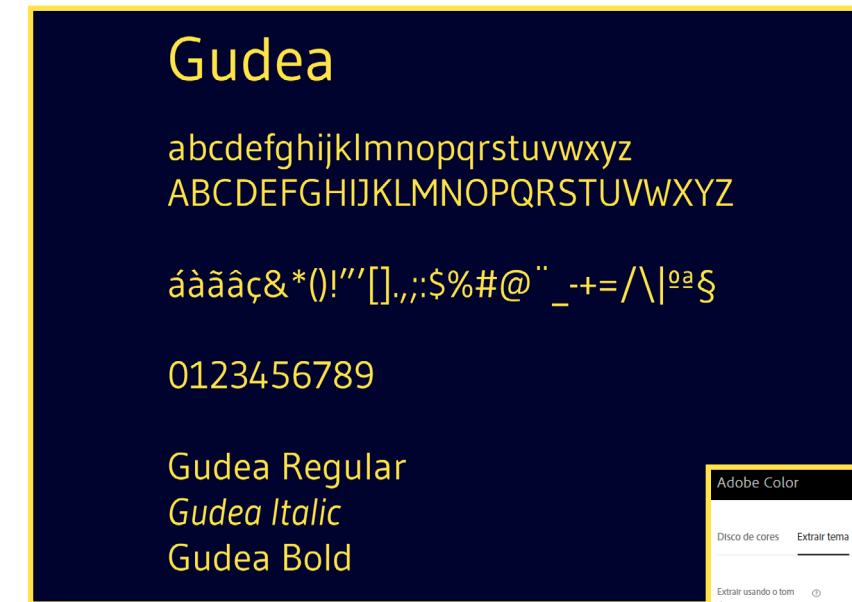 Gudea
abcdefghijklmnopqrstuvwxyz
ABCDEFGHIJKLMNOPQRSTUVWXYZ
áàãâç&*()!”’[].,;:$%#@¨_-+=/\|ºª§
0123456789
Gudea Regular
Gudea Italic
Gudea Bold
Adobe Color
Disco de cores Extrair tema
Extrair usando o tom